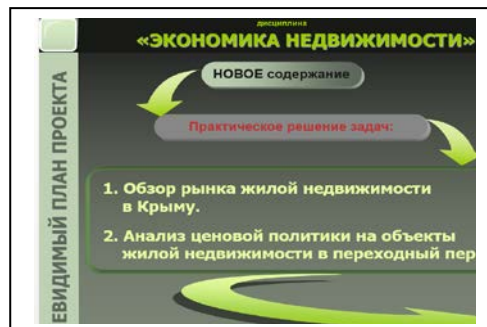 дисциплина
«ЭКОНОМИКА НЕДВИЖИМОСТИ»
НОВОЕ содержание
Практическое решение задач:
1. Обзор рынка жилой недвижимости
в Крыму.
2. Анализ ценовой политики на объекты
жилой недвижимости в переходный пер
ЕВИДИМЫЙ ПЛАН ПРОЕКТА